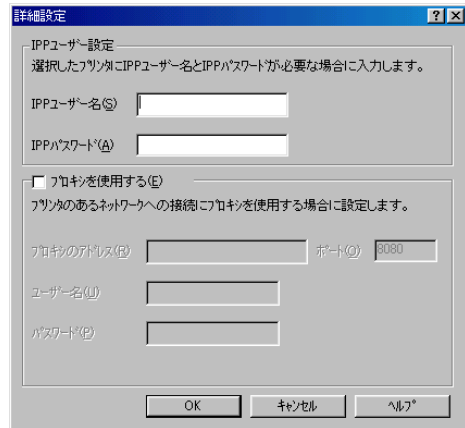 詳細設定
IPPユーザー設定
選択したプリンタにIPPユーザー名とIPPパスワードが必要な場合に入力します。
IPPユーザー名(S)
IPPパスワード(A)
プロキシを使用する(E)
プリンタのあるネットワークへの接続にプロキシを使用する場合に設定します。
プロキシのアドレス(R) ポート(O) 8080
ユーザー名(U)
パスワード(P)
OK キャンセル ヘルプ